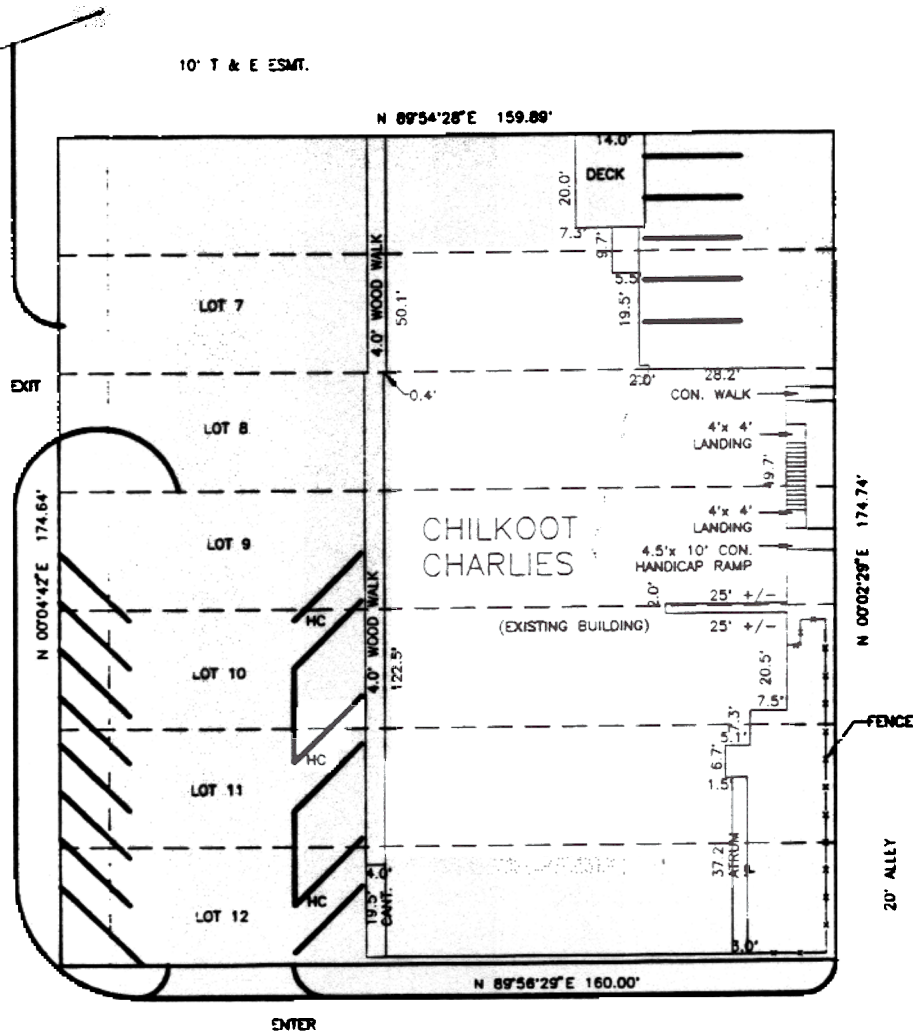 10' T & E ESMT.
N 89°54'28"E 159.89'
14.0'
DECK
20.0'
7.3'
9.7'
5.5'
19.5'
4.0' WOOD WALK
50.1'
LOT 7
EXIT
2.0'
28.2'
0.4'
CON. WALK
LOT 8
4'x 4'
LANDING
49.7'
N 00°04'42"E 174.64'
N 00°02'29"E 174.74'
4'x 4'
LANDING
CHILKOOT
CHARLIES
LOT 9
4.5'x 10' CON.
HANDICAP RAMP
2.0'
25' +/-
HC
(EXISTING BUILDING)
25' +/-
4.0' WOOD WALK
122.5'
LOT 10
20.5'
7.5'
7.3'
5.1'
FENCE
HC
6.7'
LOT 11
1.5'
37.2'
ATRIUM
20' ALLEY
4.0'
19.5'
CANT.
HC
LOT 12
3.0'
N 89°56'29"E 160.00'
ENTER